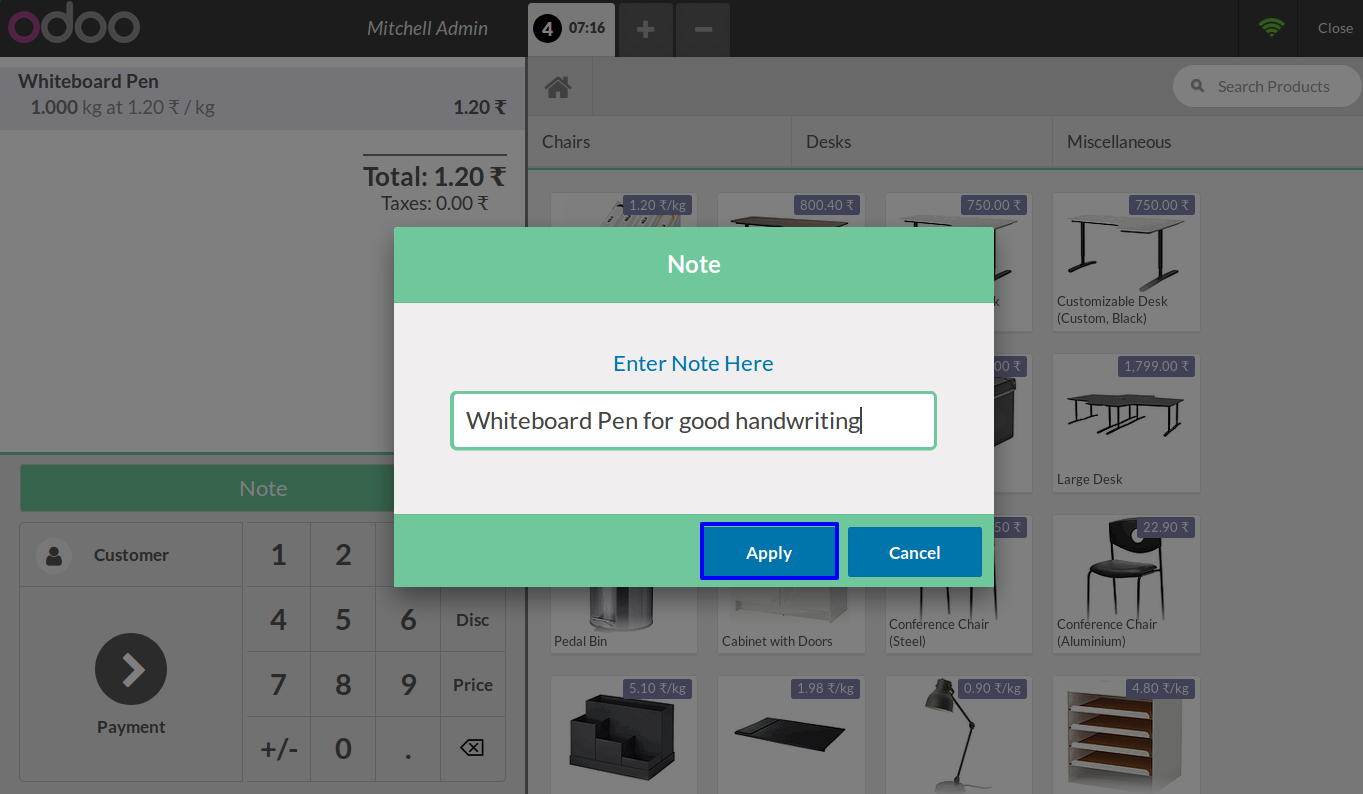 odoo
Mitchell Admin
4 07:16
+
−
Close
Whiteboard Pen
1.000 kg at 1.20 ₹ / kg
1.20 ₹
Total: 1.20 ₹
Taxes: 0.00 ₹
Search Products
Chairs
Desks
Miscellaneous
1.20 ₹/kg
800.40 ₹
750.00 ₹
750.00 ₹
Customizable Desk
(Custom, Black)
1,799.00 ₹
Large Desk
22.90 ₹
Pedal Bin
Cabinet with Doors
Conference Chair
(Steel)
Conference Chair
(Aluminium)
5.10 ₹/kg
1.98 ₹/kg
0.90 ₹/kg
4.80 ₹/kg
Note
Enter Note Here
Whiteboard Pen for good handwriting
Apply
Cancel
Note
Customer
Payment
1 2
4 5 6 Disc
7 8 9 Price
+/- 0 .